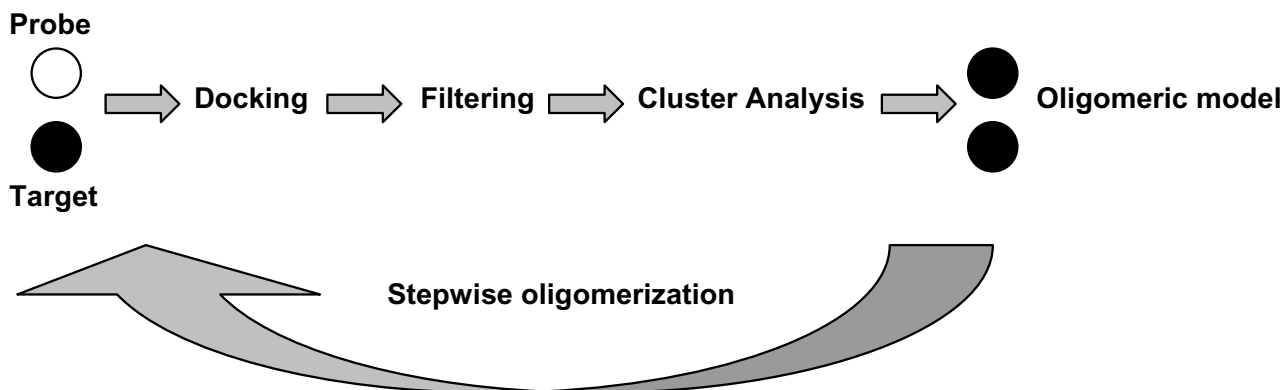 Probe
Docking Filtering Cluster Analysis Oligomeric model
Target
Stepwise oligomerization